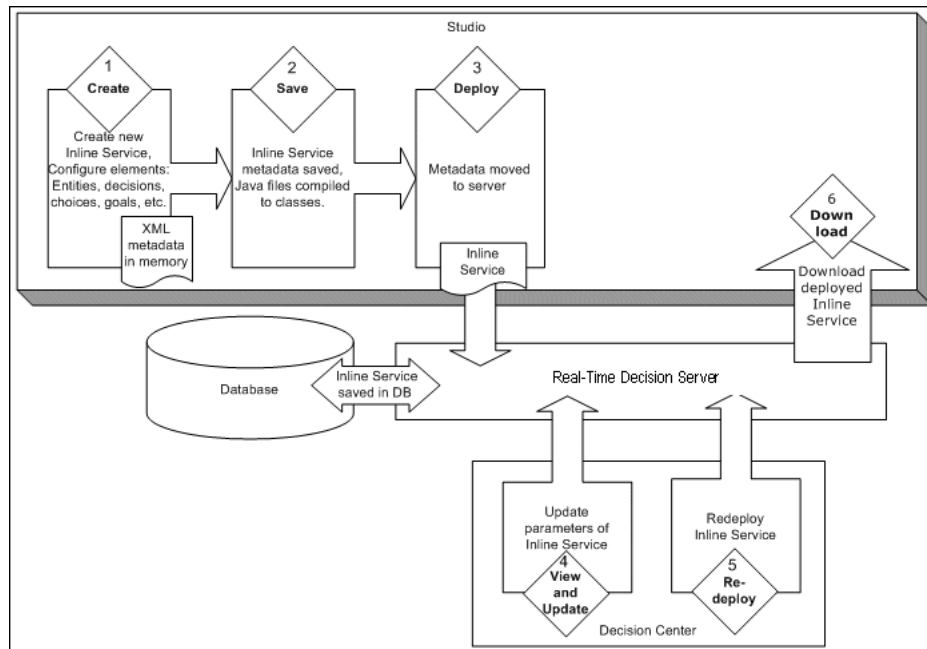 Studio
1
Create
Create new
Inline Service,
Configure elements:
Entities, decisions,
choices, goals, etc.
XML
metadata
in memory
2
Save
Inline Service
metadata saved,
Java files compiled
to classes.
3
Deploy
Metadata moved
to server
Inline
Service
6
Down
load
Download
deployed
Inline
Service
Database
Inline Service
saved in DB
Real-Time Decision Server
Update
parameters of
Inline Service
4
View
and
Update
Redeploy
Inline Service
5
Re-
deploy
Decision Center